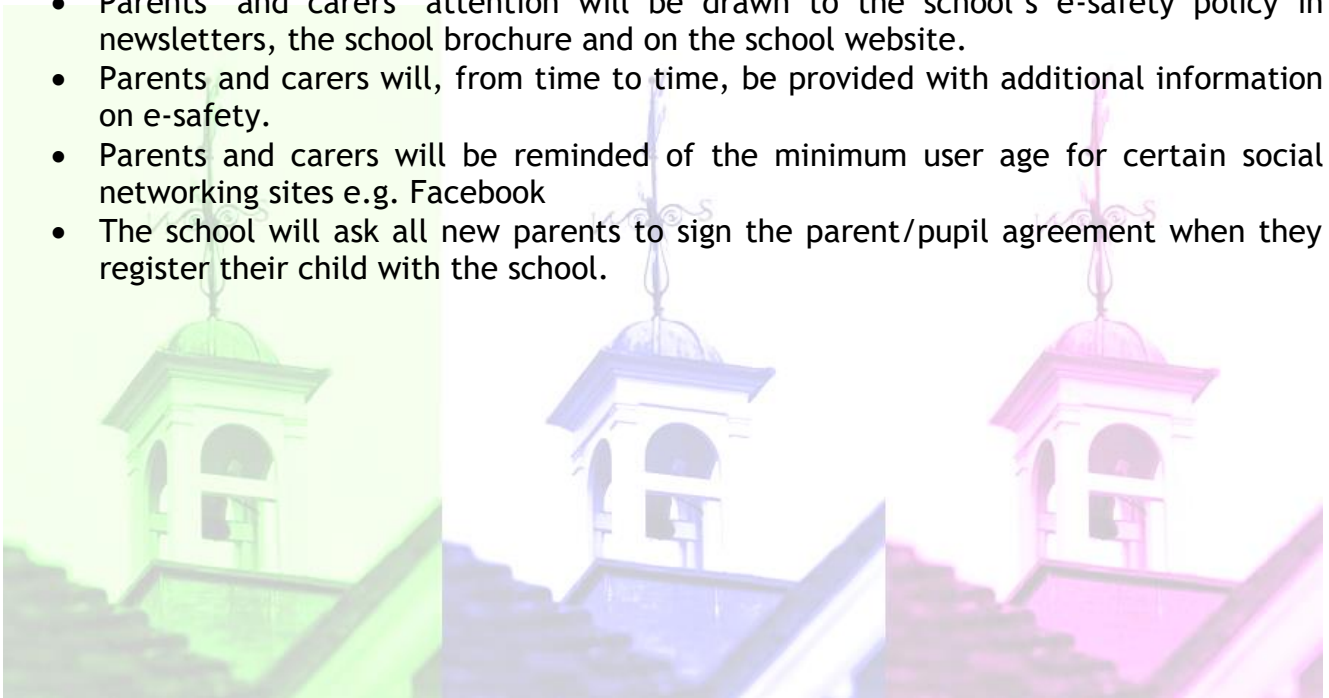 • Parents' and carers' attention will be drawn to the school's e-safety policy in
newsletters, the school brochure and on the school website.
• Parents and carers will, from time to time, be provided with additional information
on e-safety.
• Parents and carers will be reminded of the minimum user age for certain social
networking sites e.g. Facebook
• The school will ask all new parents to sign the parent/pupil agreement when they
register their child with the school.